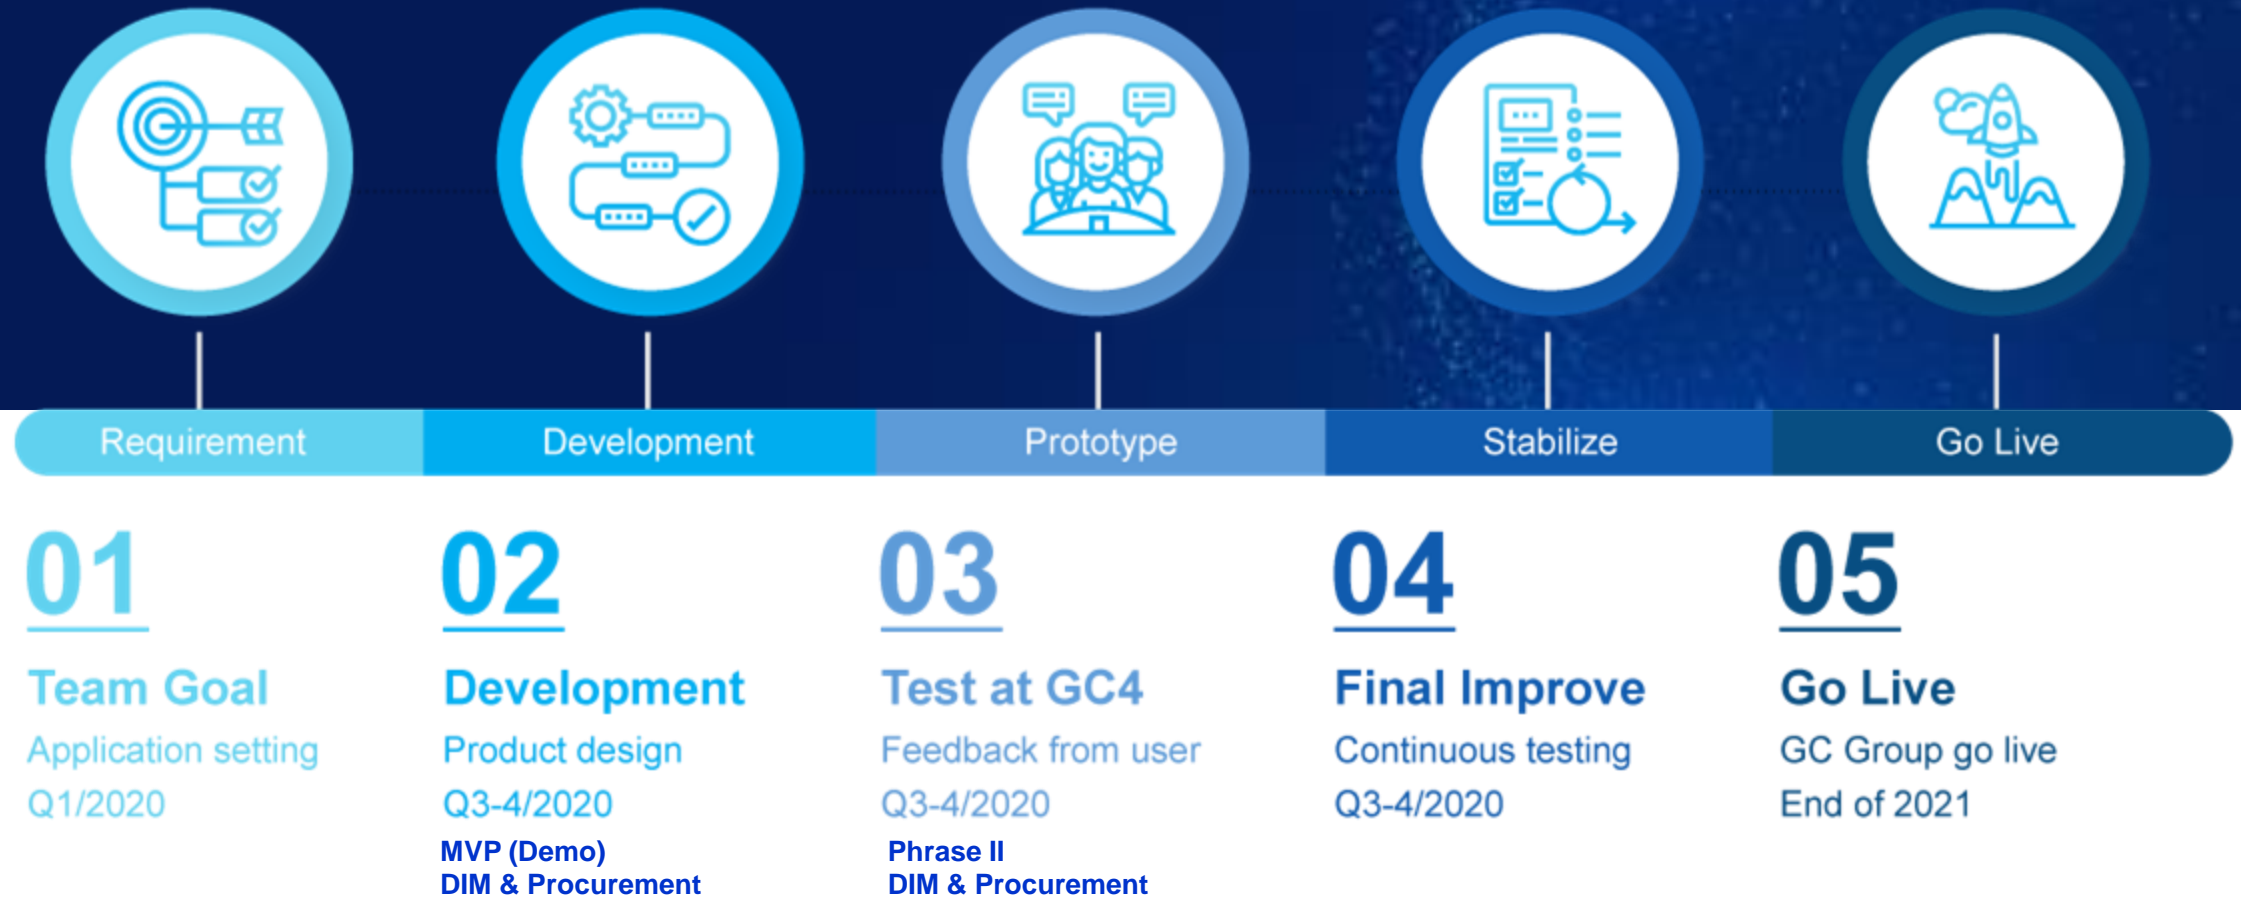 Requirement
Development
Prototype
Stabilize
Go Live
01
Team Goal
Application setting
Q1/2020
02
Development
Product design
Q3-4/2020
MVP (Demo)
DIM & Procurement
03
Test at GC4
Feedback from user
Q3-4/2020
Phrase II
DIM & Procurement
04
Final Improve
Continuous testing
Q3-4/2020
05
Go Live
GC Group go live
End of 2021